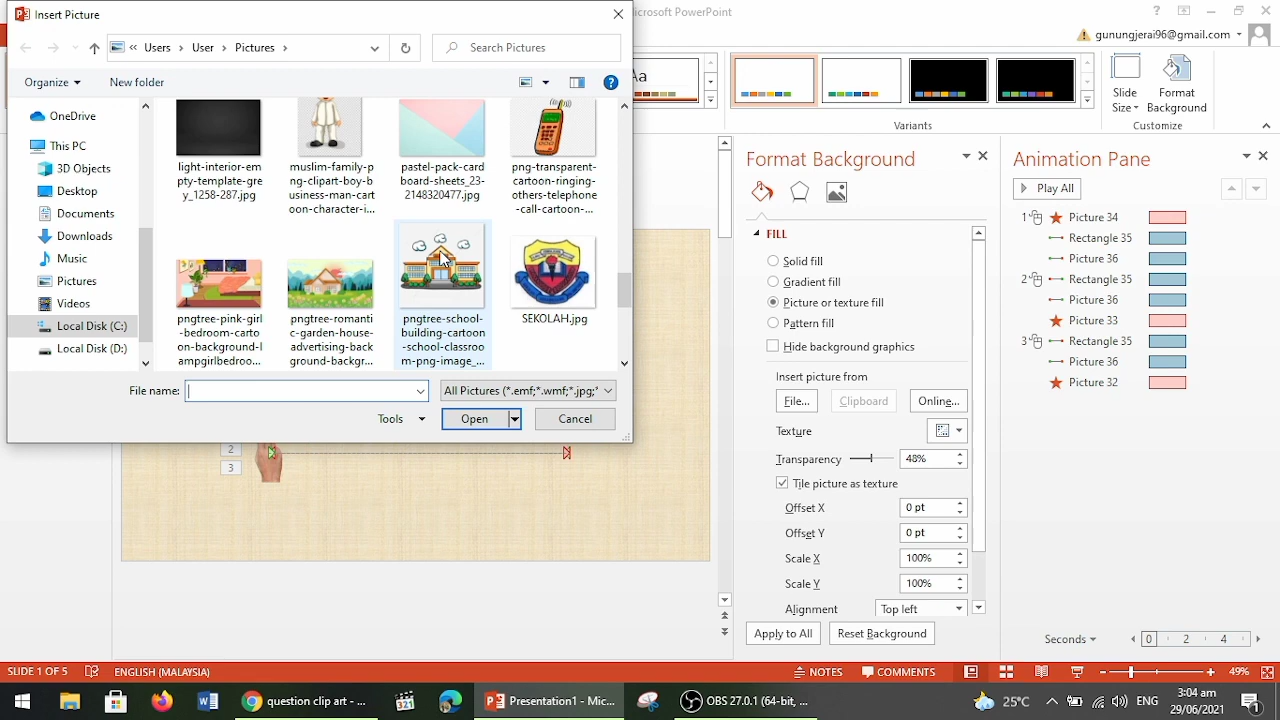 Insert Picture
icrosoft PowerPoint
gunungjerai96@gmail.com
« Users › User › Pictures ›
Search Pictures
Organize
New folder
Aa
Slide Size
Format Background
Variants
Customize
OneDrive
This PC
3D Objects
Desktop
Documents
Downloads
Music
Pictures
Videos
Local Disk (C:)
Local Disk (D:)
light-interior-em
pty-template-gre
y_1258-287.jpg
muslim-family-p
ng-clipart-boy-b
usiness-man-cart
oon-character-i...
pastel-pack-card
board-sheets_23-
2148320477.jpg
png-transparent-
cartoon-ringing-
others-telephone
-call-cartoon-...
pngtree-pink-girl
-bedroom-carto
on-background-l
ampgirlbedroom...
pngtree-romanti
c-garden-house-
advertising-back
ground-backgr...
pngtree-school-
building-cartoon
-school-classroo
m-png-image_...
SEKOLAH.jpg
File name:
All Pictures (*.emf;*.wmf;*.jpg;*
Tools
Open
Cancel
2
3
Format Background
FILL
Solid fill
Gradient fill
Picture or texture fill
Pattern fill
Hide background graphics
Insert picture from
File...
Clipboard
Online...
Texture
Transparency
48%
Tile picture as texture
Offset X
0 pt
Offset Y
0 pt
Scale X
100%
Scale Y
100%
Alignment
Top left
Apply to All
Reset Background
Animation Pane
Play All
1 Picture 34
Rectangle 35
Picture 36
2 Rectangle 35
Picture 36
Picture 33
3 Rectangle 35
Picture 36
Picture 32
Seconds
0 2 4
SLIDE 1 OF 5
ENGLISH (MALAYSIA)
NOTES
COMMENTS
49%
question clip art - ...
Presentation1 - Mic...
OBS 27.0.1 (64-bit, ...
25°C
ENG
3:04 am
29/06/2021
1